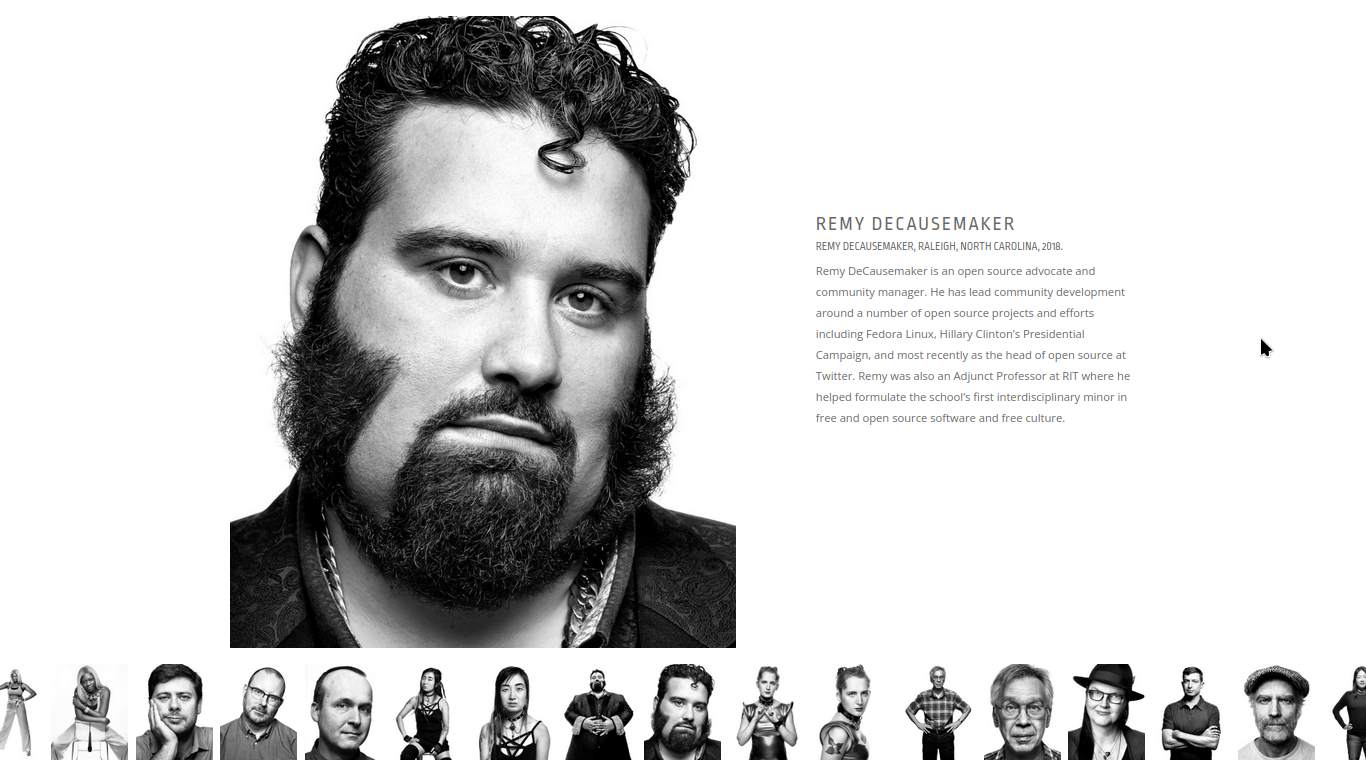 REMY DECAUSEMAKER
REMY DECAUSEMAKER, RALEIGH, NORTH CAROLINA, 2018.
Remy DeCausemaker is an open source advocate and
community manager. He has lead community development
around a number of open source projects and efforts
including Fedora Linux, Hillary Clinton’s Presidential
Campaign, and most recently as the head of open source at
Twitter. Remy was also an Adjunct Professor at RIT where he
helped formulate the school’s first interdisciplinary minor in
free and open source software and free culture.